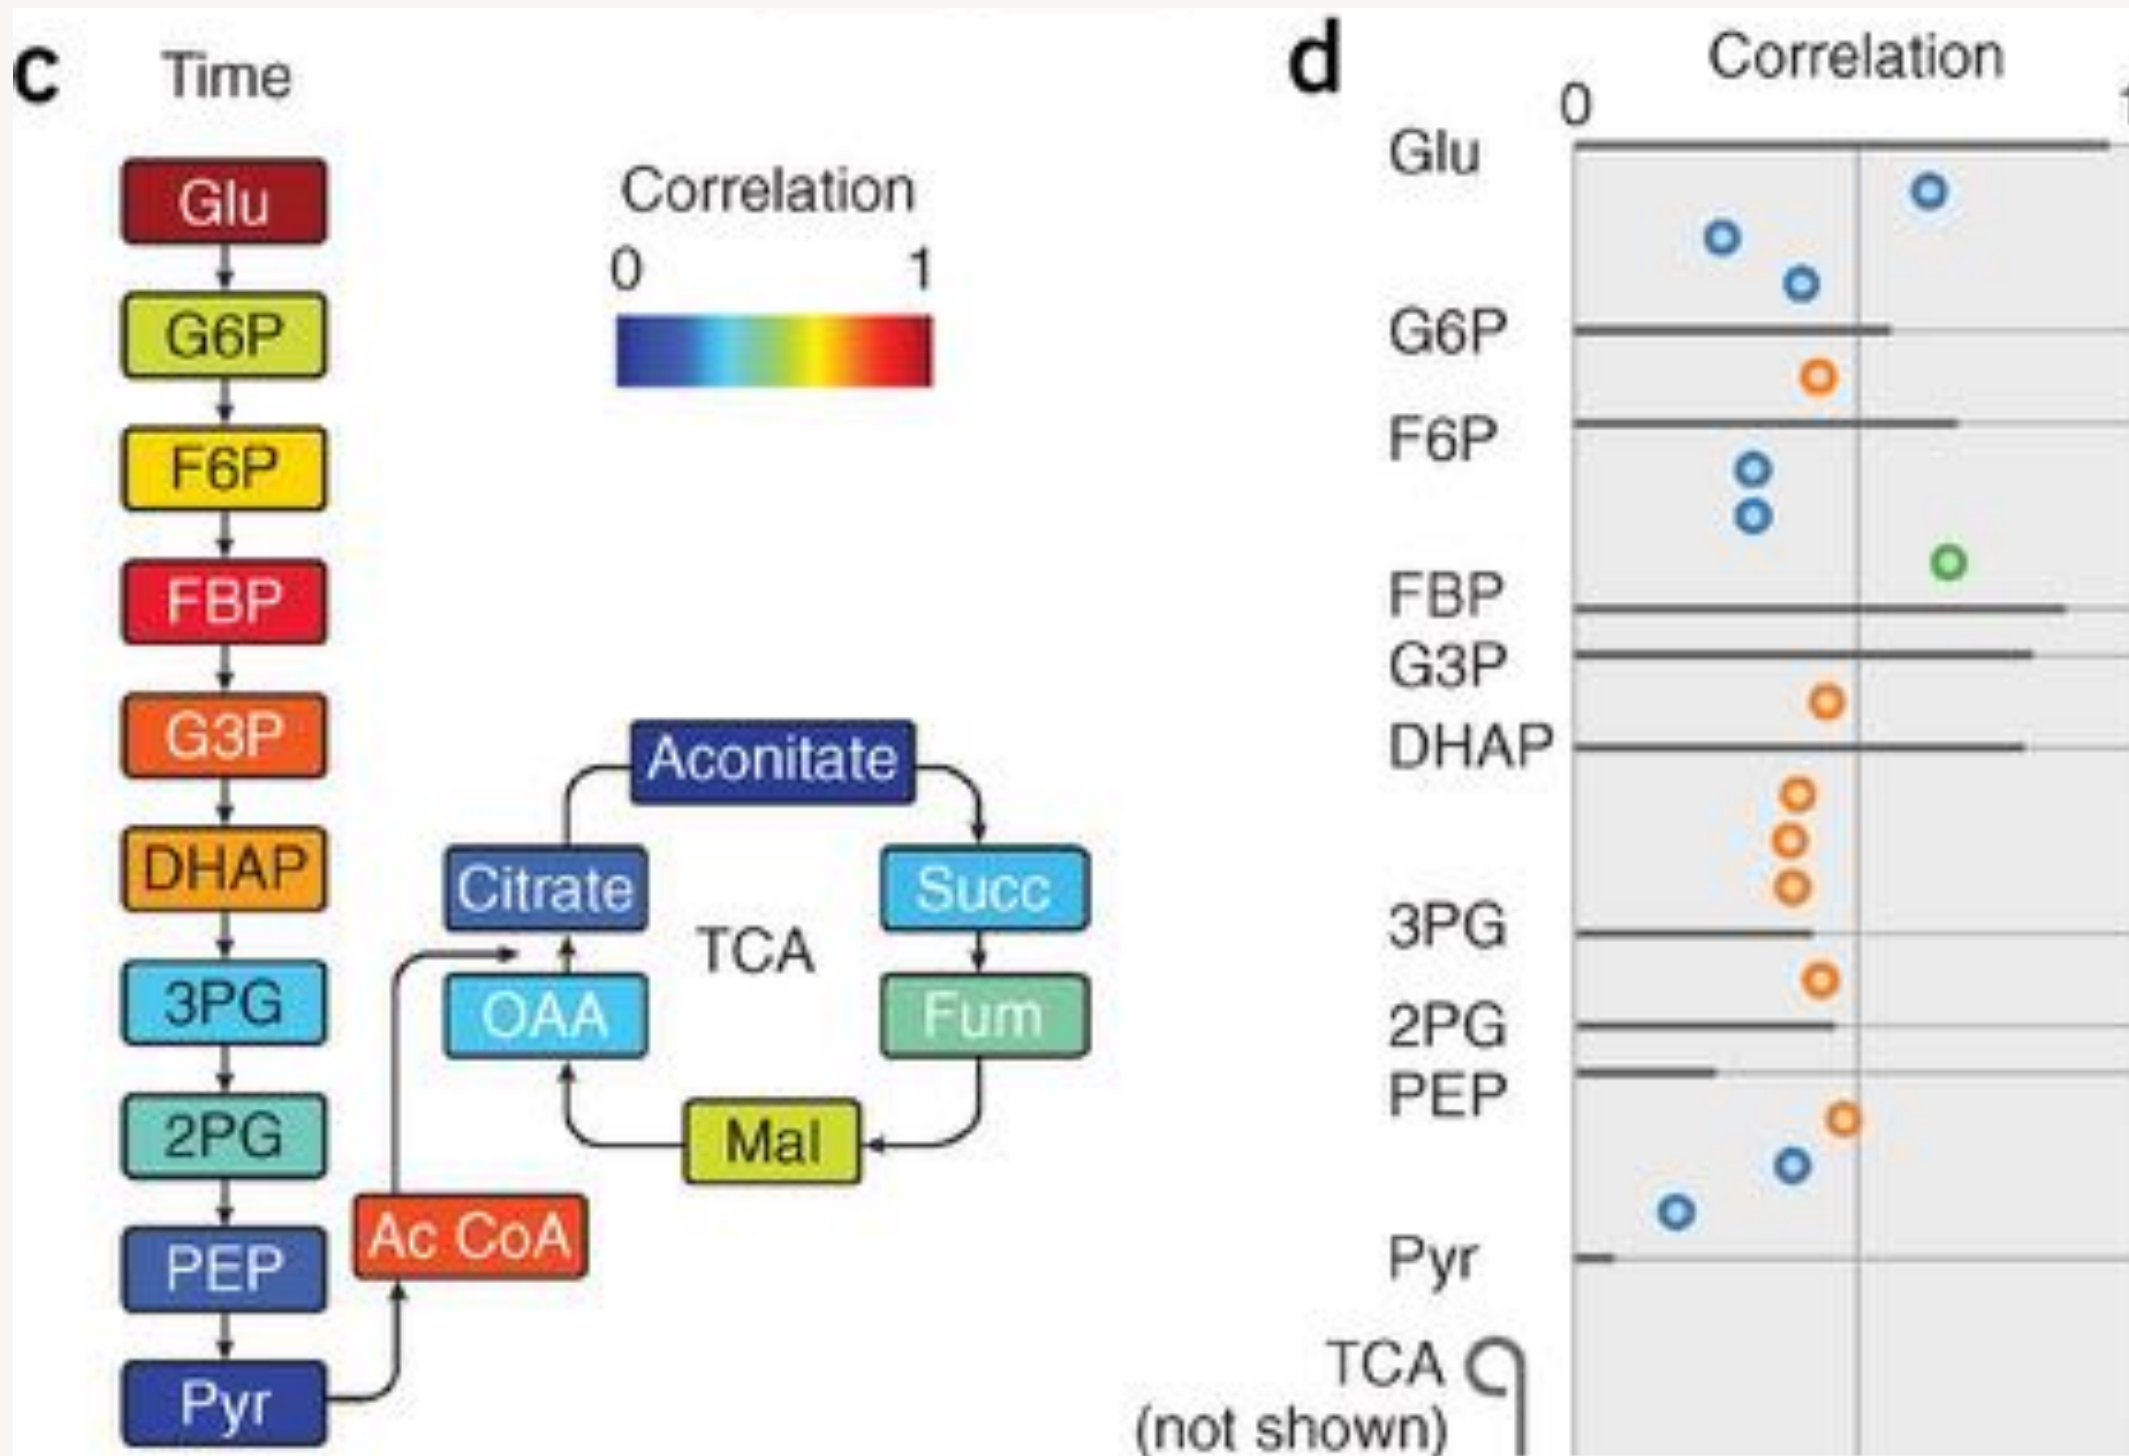 c
Time
Glu
G6P
F6P
FBP
G3P
DHAP
3PG
2PG
PEP
Pyr
Correlation
0 1
Aconitate
Citrate
Succ
TCA
OAA
Fum
Mal
Ac CoA
d
Correlation
0 1
Glu
G6P
F6P
FBP
G3P
DHAP
3PG
2PG
PEP
Pyr
TCA
(not shown)